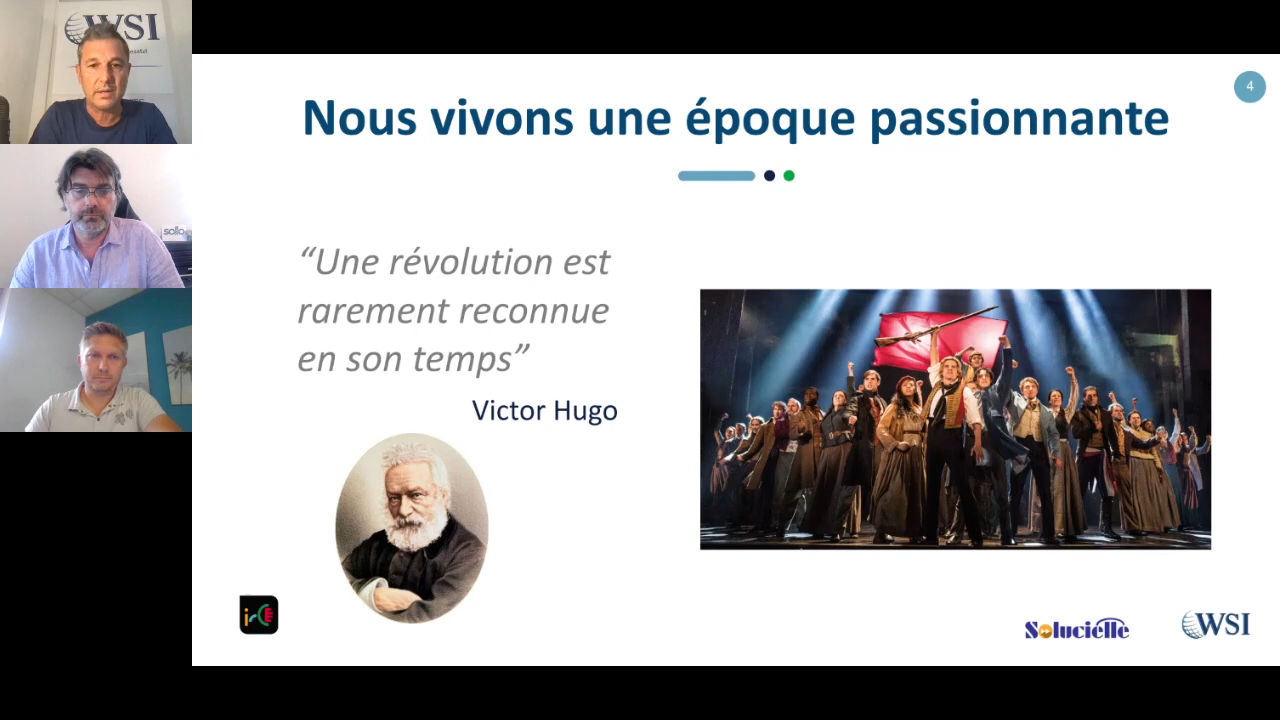 WSI
Nous vivons une époque passionnante
4
“Une révolution est
rarement reconnue
en son temps”
Victor Hugo
Solucielle
WSI